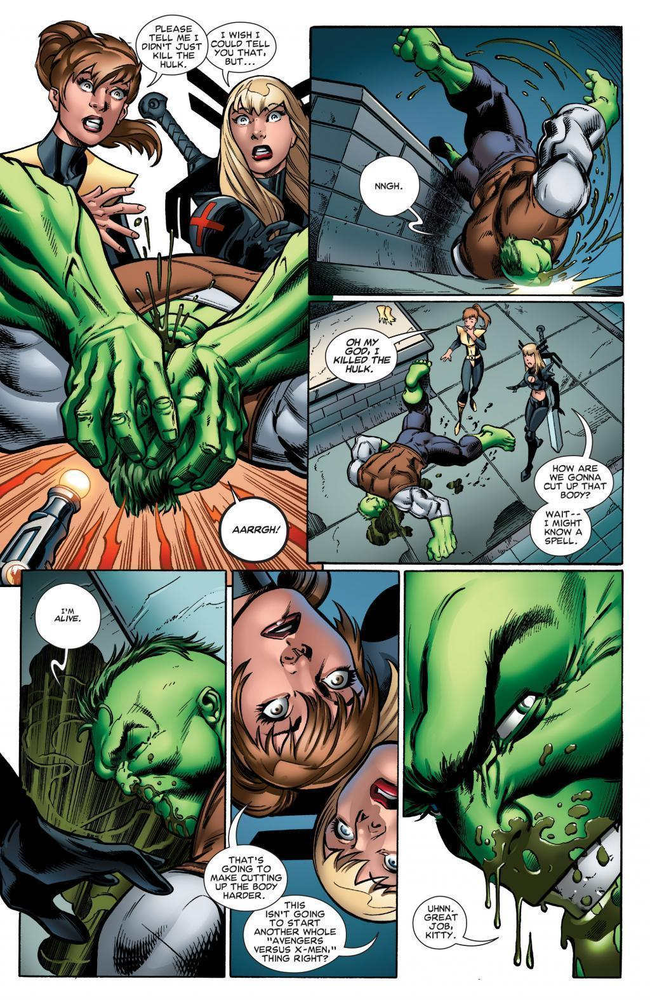 PLEASE
TELL ME I
DIDN'T JUST
KILL THE
HULK.
I WISH I
COULD TELL
YOU THAT,
BUT...
AARRGH!
NNGH.
OH MY
GOD, I
KILLED THE
HULK.
HOW ARE
WE GONNA
CUT UP THAT
BODY?
WAIT--
I MIGHT
KNOW A
SPELL.
I'M
ALIVE.
THAT'S
GOING TO
MAKE CUTTING
UP THE BODY
HARDER.
THIS
ISN'T GOING
TO START
ANOTHER WHOLE
"AVENGERS
VERSUS X-MEN,"
THING RIGHT?
UHNN.
GREAT
JOB,
KITTY.